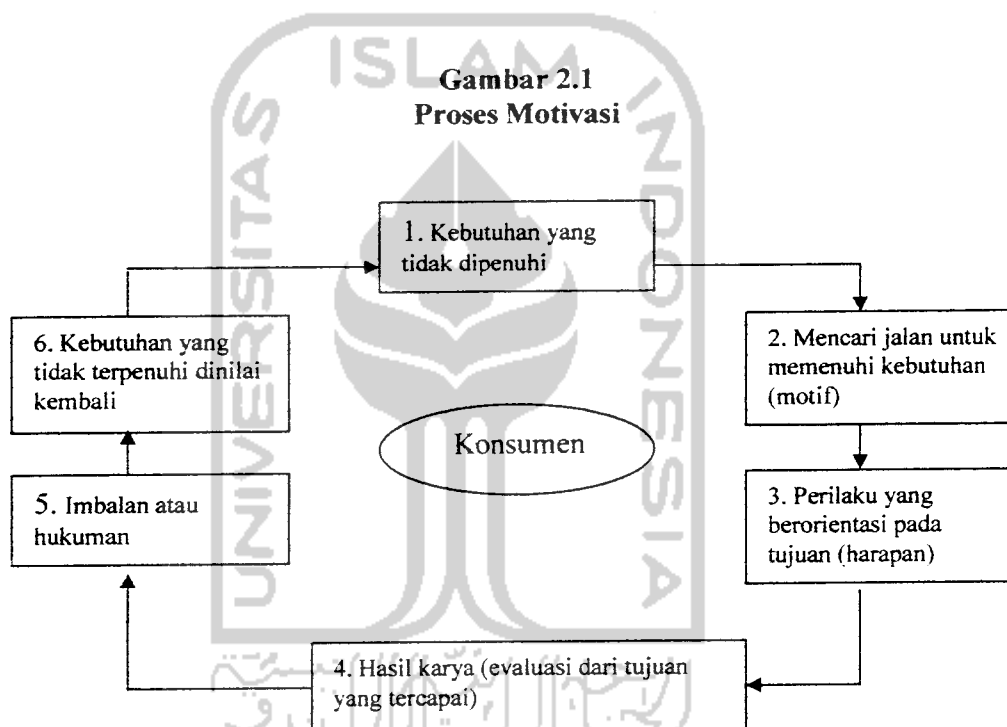 UNIVERSITAS ISLAM INDONESIA
Gambar 2.1
Proses Motivasi
1. Kebutuhan yang
tidak dipenuhi
2. Mencari jalan untuk
memenuhi kebutuhan
(motif)
3. Perilaku yang
berorientasi pada
tujuan (harapan)
4. Hasil karya (evaluasi dari tujuan
yang tercapai)
5. Imbalan atau
hukuman
6. Kebutuhan yang
tidak terpenuhi dinilai
kembali
Konsumen